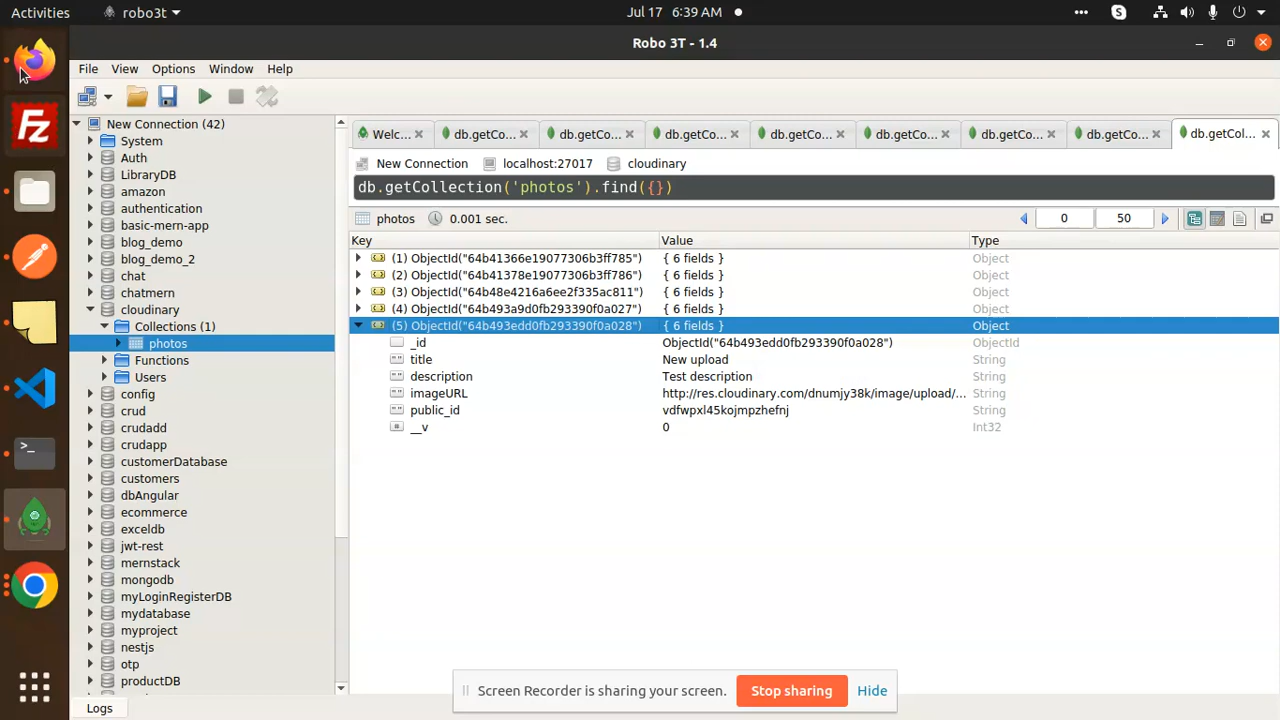 Activities
robo3t
Jul 17 6:39 AM
Robo 3T - 1.4
File View Options Window Help
New Connection (42)
System
Auth
LibraryDB
amazon
authentication
basic-mern-app
blog_demo
blog_demo_2
chat
chatmern
cloudinary
Collections (1)
photos
Functions
Users
config
crud
crudadd
crudapp
customerDatabase
customers
dbAngular
ecommerce
exceldb
jwt-rest
mernstack
mongodb
myLoginRegisterDB
mydatabase
myproject
nestjs
otp
productDB
Logs
Welc... db.getCo... db.getCo... db.getCo... db.getCo... db.getCo... db.getCo... db.getCo... db.getCol...
New Connection localhost:27017 cloudinary
db.getCollection('photos').find({})
photos 0.001 sec. 0 50
Key Value Type
(1) ObjectId("64b41366e19077306b3ff785") { 6 fields } Object
(2) ObjectId("64b41378e19077306b3ff786") { 6 fields } Object
(3) ObjectId("64b48e4216a6ee2f335ac811") { 6 fields } Object
(4) ObjectId("64b493a9d0fb293390f0a027") { 6 fields } Object
(5) ObjectId("64b493edd0fb293390f0a028") { 6 fields } Object
_id ObjectId("64b493edd0fb293390f0a028") ObjectId
title New upload String
description Test description String
imageURL http://res.cloudinary.com/dnumjy38k/image/upload/... String
public_id vdfwpxl45kojmpzhefnj String
__v 0 Int32
Screen Recorder is sharing your screen. Stop sharing Hide